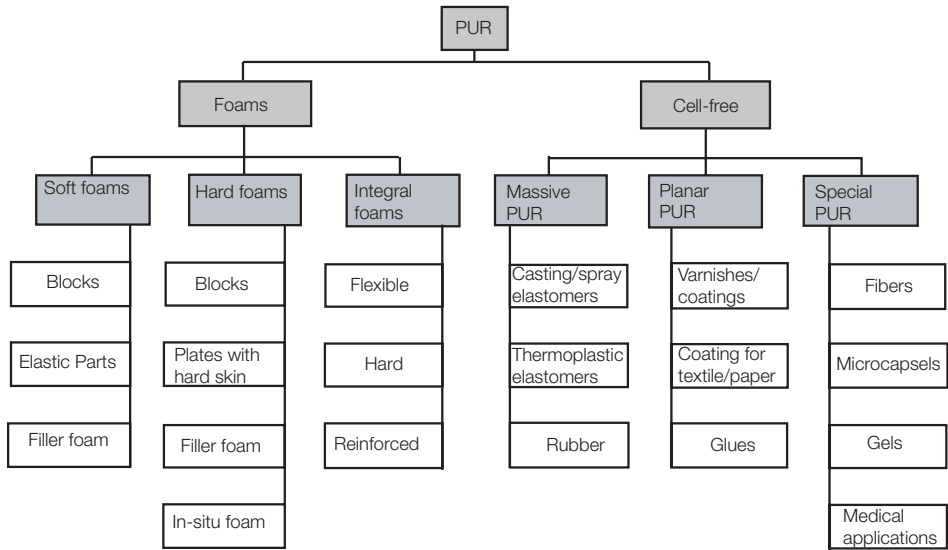 PUR
Foams
Cell-free
Soft foams
Hard foams
Integral
foams
Massive
PUR
Planar
PUR
Special
PUR
Blocks
Blocks
Flexible
Casting/spray
elastomers
Varnishes/
coatings
Fibers
Elastic Parts
Plates with
hard skin
Hard
Thermoplastic
elastomers
Coating for
textile/paper
Microcapsels
Filler foam
Filler foam
Reinforced
Rubber
Glues
Gels
In-situ foam
Medical
applications